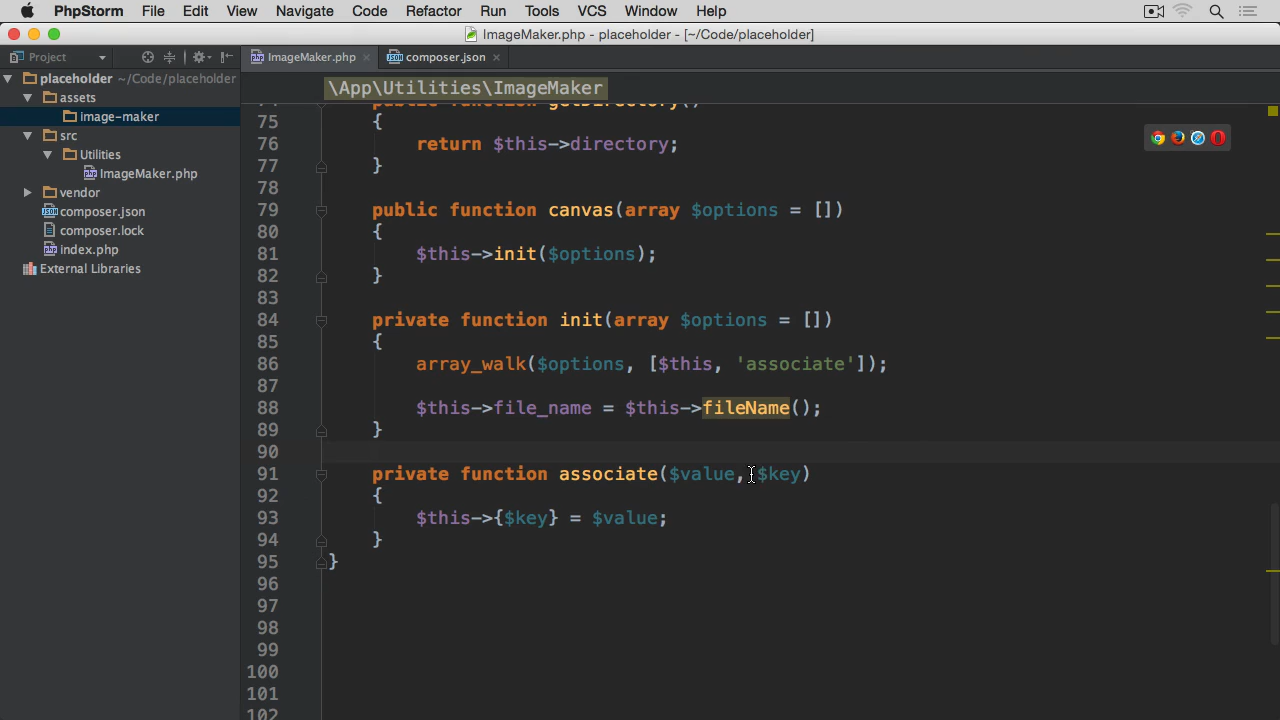 PhpStorm File Edit View Navigate Code Refactor Run Tools VCS Window Help
ImageMaker.php - placeholder - [~/Code/placeholder]
Project
ImageMaker.php
composer.json
placeholder ~/Code/placeholder
assets
image-maker
src
Utilities
ImageMaker.php
vendor
composer.json
composer.lock
index.php
External Libraries
\App\Utilities\ImageMaker
74 public function getDirectory()
75 {
76 return $this->directory;
77 }
78
79 public function canvas(array $options = [])
80 {
81 $this->init($options);
82 }
83
84 private function init(array $options = [])
85 {
86 array_walk($options, [$this, 'associate']);
87
88 $this->file_name = $this->fileName();
89 }
90
91 private function associate($value, $key)
92 {
93 $this->{$key} = $value;
94 }
95 }
96
97
98
99
100
101
102